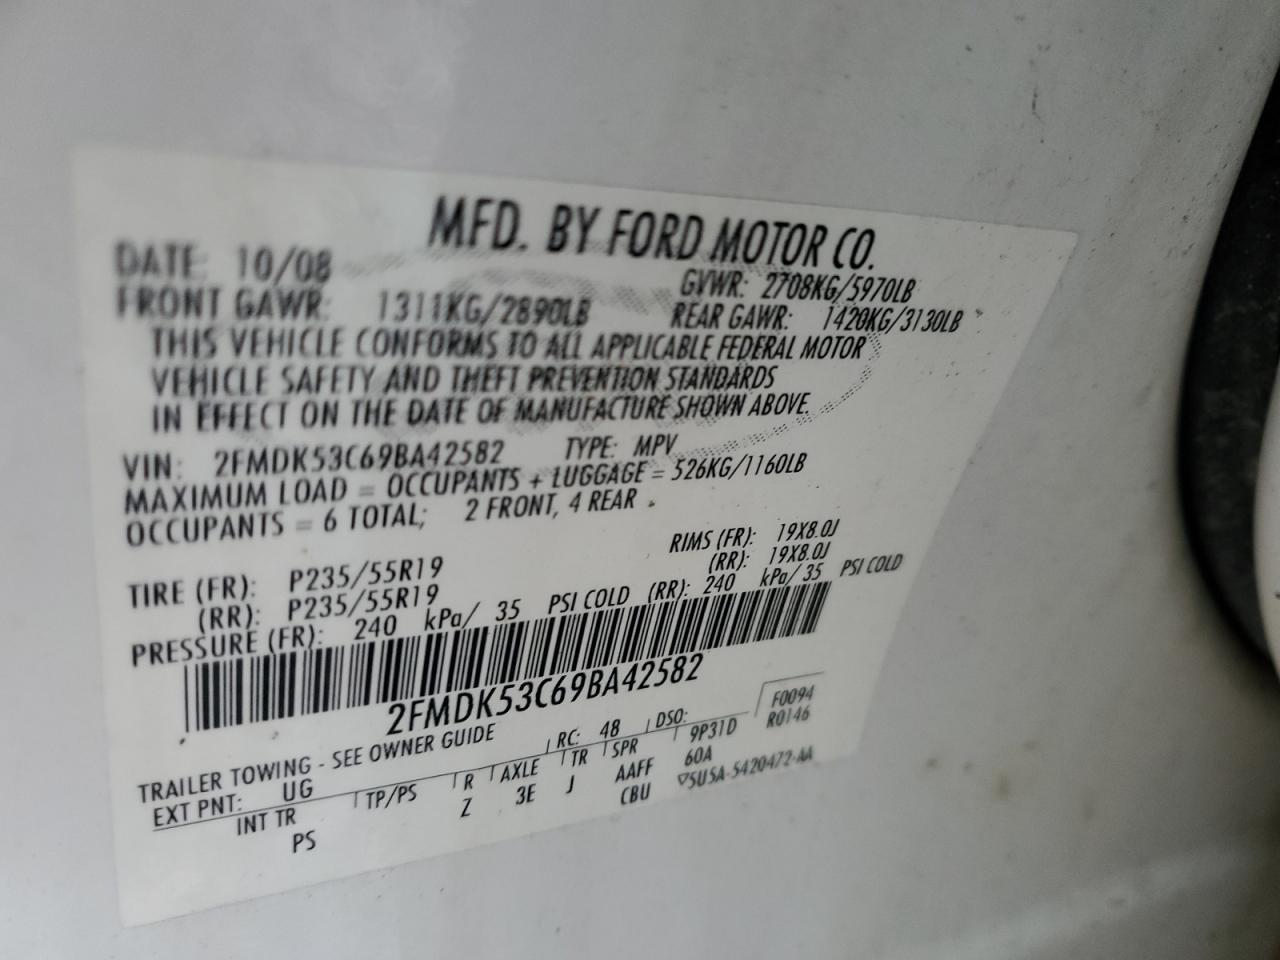 MFD. BY FORD MOTOR CO.
DATE: 10/08 GVWR: 2708KG/5970LB
FRONT GAWR: 1311KG/2890LB REAR GAWR: 1420KG/3130LB
THIS VEHICLE CONFORMS TO ALL APPLICABLE FEDERAL MOTOR
VEHICLE SAFETY AND THEFT PREVENTION STANDARDS
IN EFFECT ON THE DATE OF MANUFACTURE SHOWN ABOVE.
VIN: 2FMDK53C69BA42582 TYPE: MPV
MAXIMUM LOAD = OCCUPANTS + LUGGAGE = 526KG/1160LB
OCCUPANTS = 6 TOTAL; 2 FRONT, 4 REAR
TIRE (FR): P235/55R19 RIMS (FR): 19X8.0J
(RR): P235/55R19 (RR): 19X8.0J
PRESSURE (FR): 240 kPa/ 35 PSI COLD (RR): 240 kPa/ 35 PSI COLD
2FMDK53C69BA42582
TRAILER TOWING - SEE OWNER GUIDE
F0094
EXT PNT: UG RC: 48 DSO: 9P31D R0146
INT TR TP/PS R AXLE TR SPR 60A
PS Z 3E J AAFF
CBU 5U5A-5420472-AA